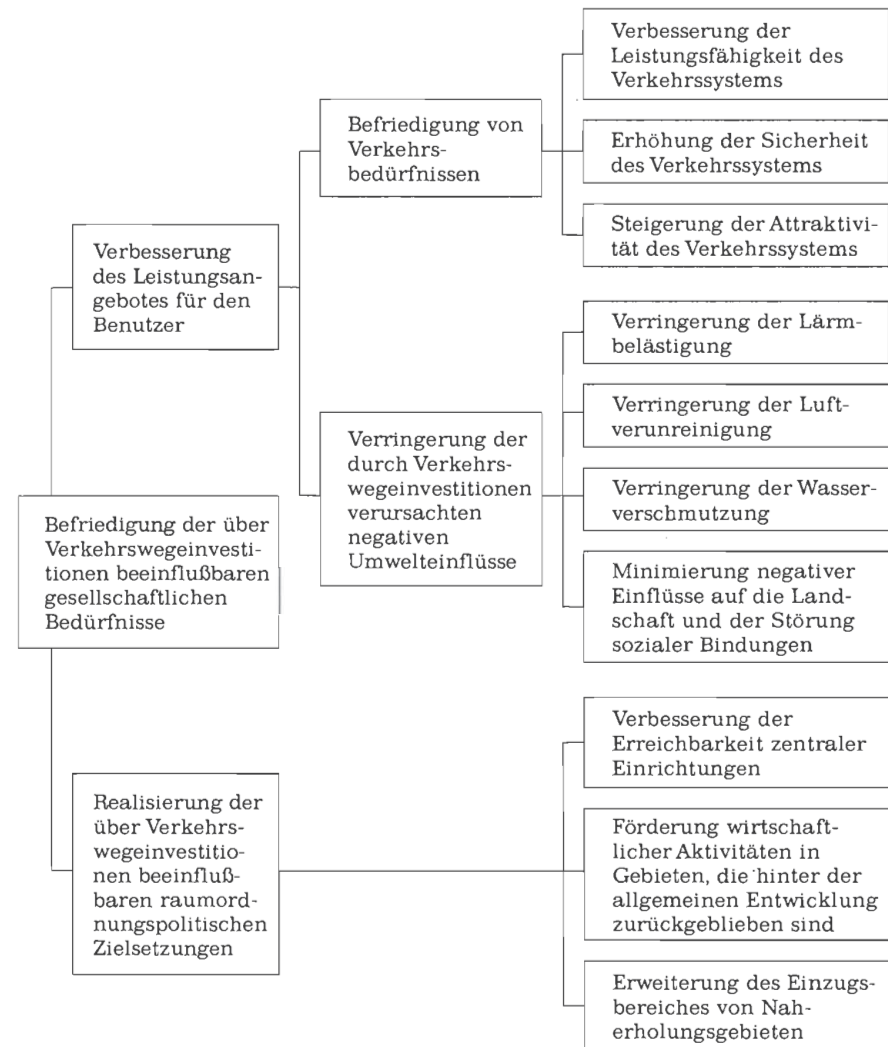 Befriedigung der über
Verkehrswegeinvesti-
tionen beeinflußbaren
gesellschaftlichen
Bedürfnisse
Verbesserung
des Leistungsan-
gebotes für den
Benutzer
Befriedigung von
Verkehrs-
bedürfnissen
Verbesserung der
Leistungsfähigkeit des
Verkehrssystems
Erhöhung der Sicherheit
des Verkehrssystems
Steigerung der Attraktivi-
tät des Verkehrssystems
Verringerung der
durch Verkehrs-
wegeinvestitionen
verursachten
negativen
Umwelteinflüsse
Verringerung der Lärm-
belästigung
Verringerung der Luft-
verunreinigung
Verringerung der Wasser-
verschmutzung
Minimierung negativer
Einflüsse auf die Land-
schaft und der Störung
sozialer Bindungen
Realisierung der
über Verkehrs-
wegeinvestitio-
nen beeinfluß-
baren raumord-
nungspolitischen
Zielsetzungen
Verbesserung der
Erreichbarkeit zentraler
Einrichtungen
Förderung wirtschaft-
licher Aktivitäten in
Gebieten, die hinter der
allgemeinen Entwicklung
zurückgeblieben sind
Erweiterung des Einzugs-
bereiches von Nah-
erholungsgebieten